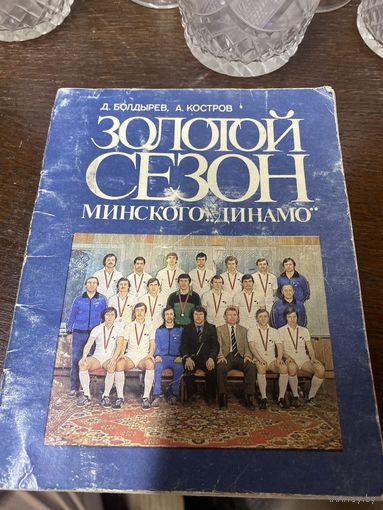 Д. БОЛДЫРЕВ, А. КОСТРОВ
ЗОЛОТОЙ
СЕЗОН
МИНСКОГО „ДИНАМО“